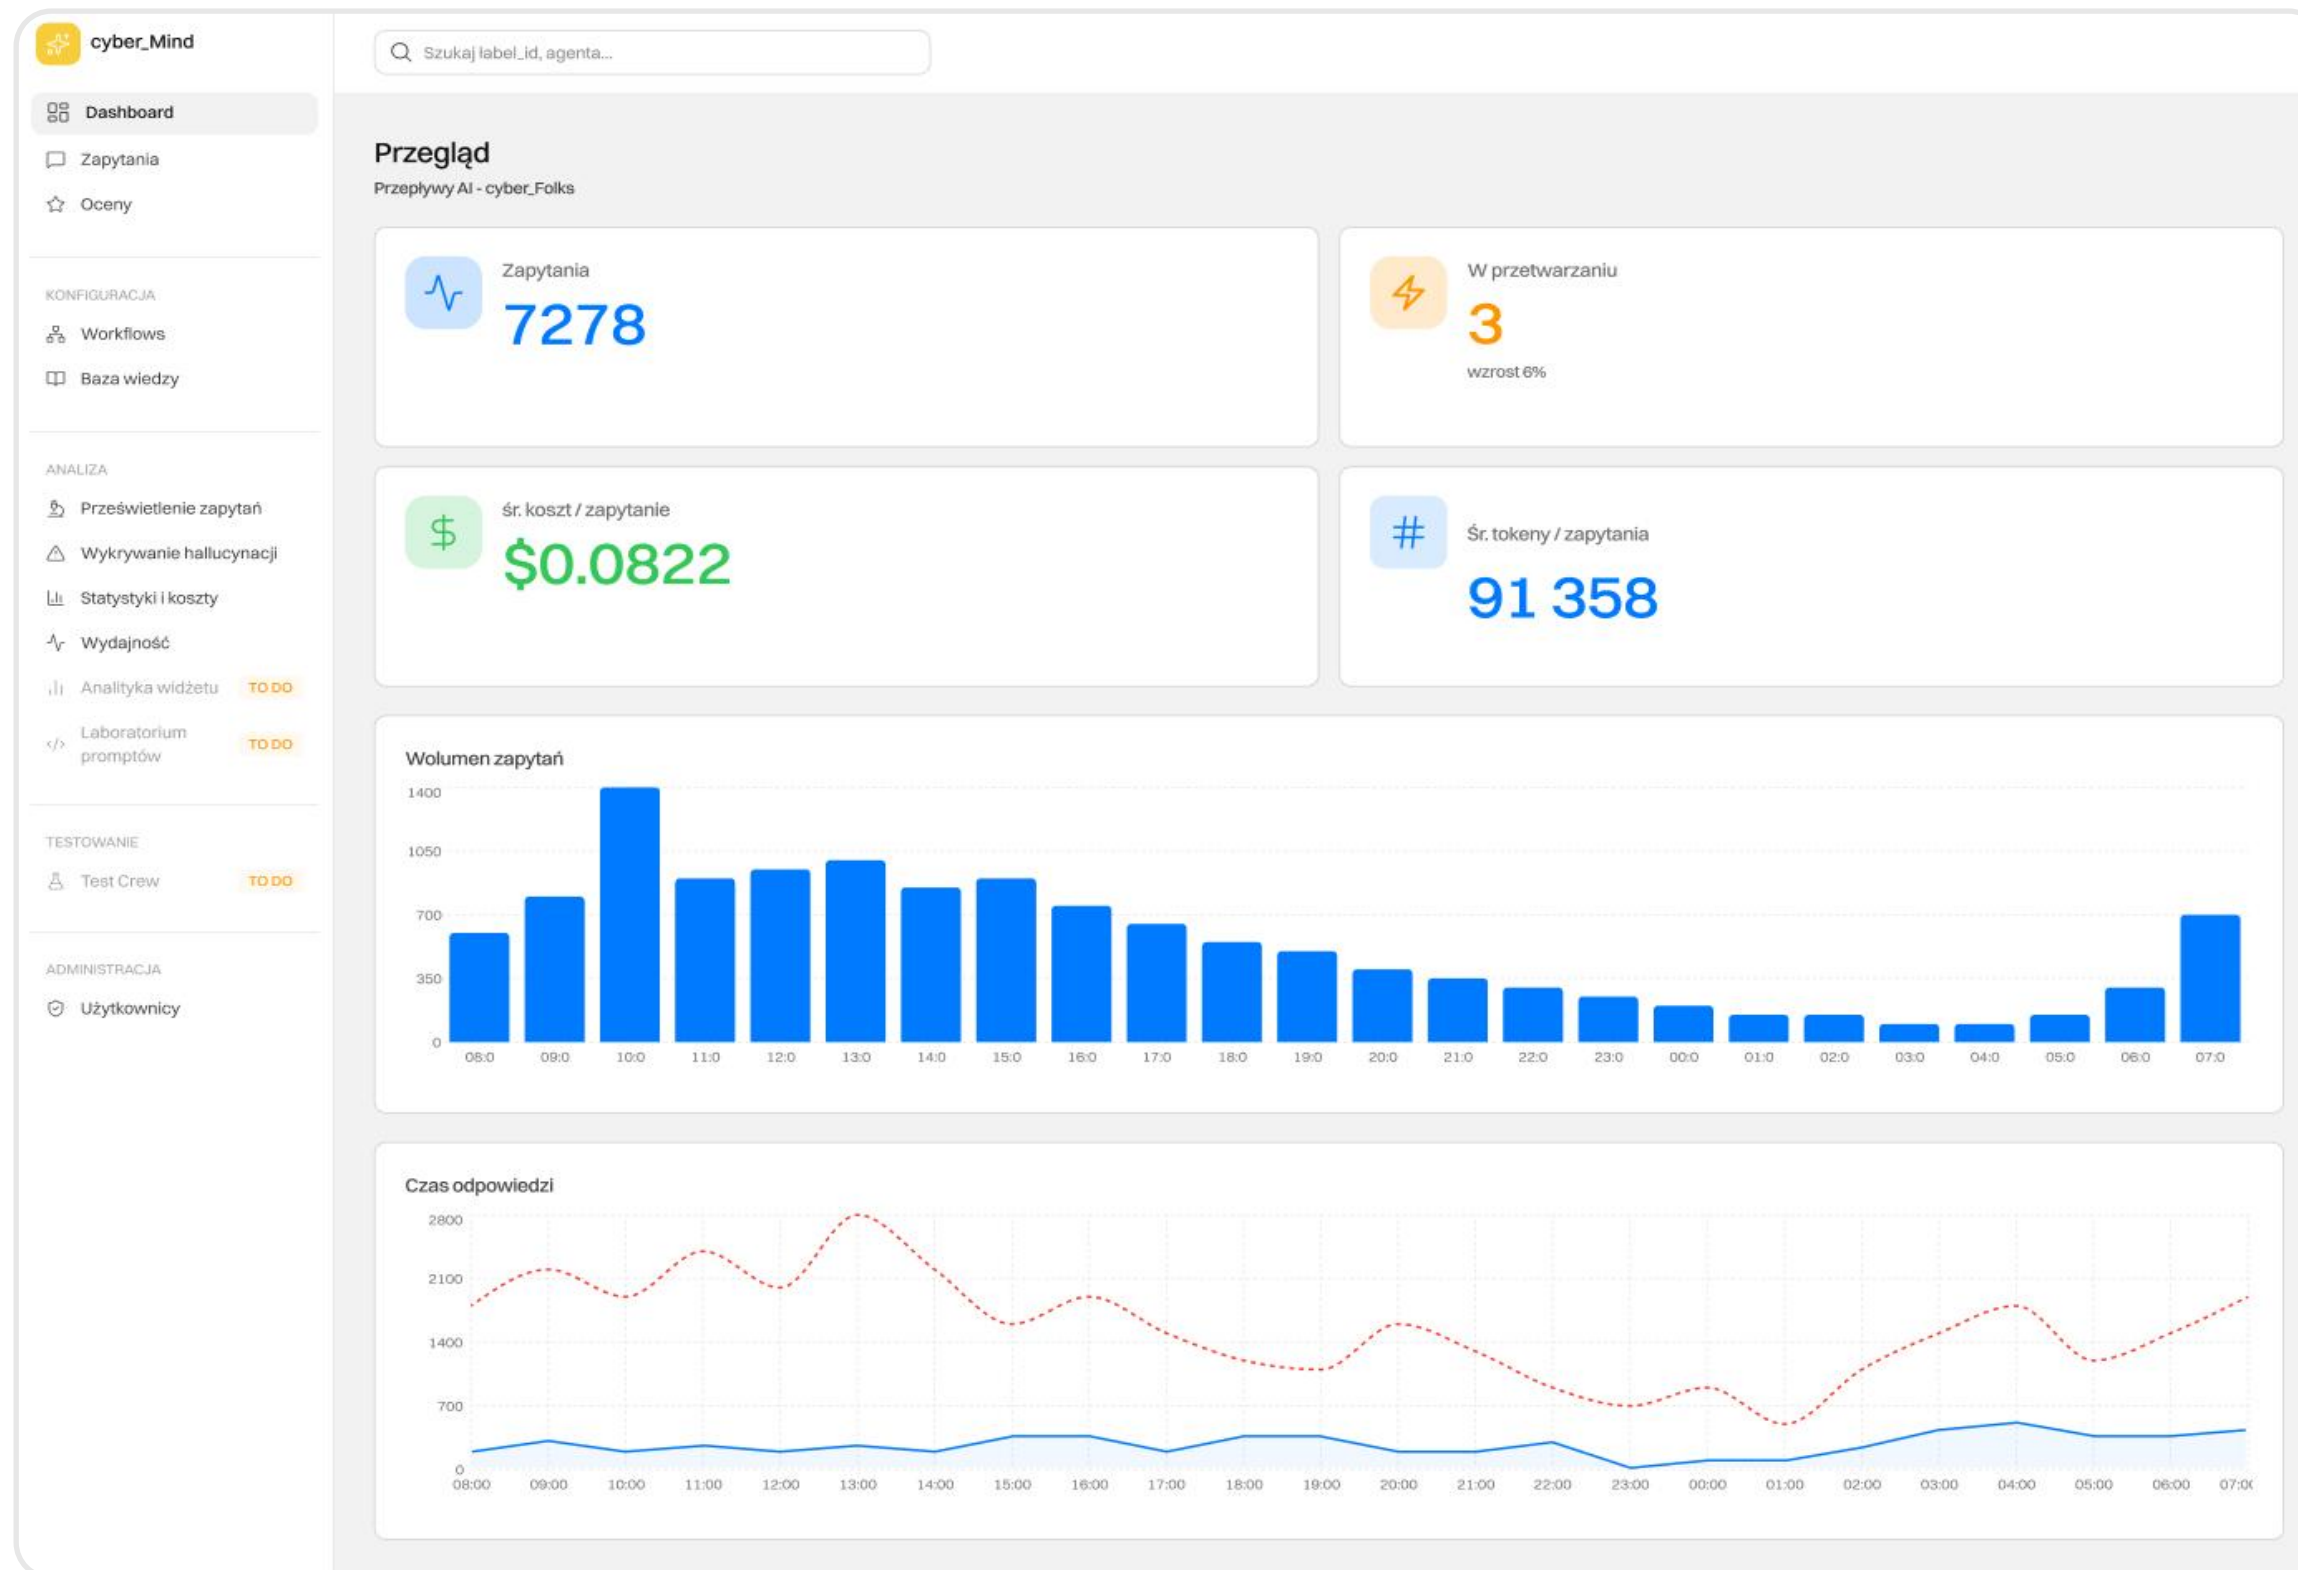 cyber_Mind
Szukaj label_id, agenta...
Dashboard
Zapytania
Oceny
KONFIGURACJA
Workflows
Baza wiedzy
ANALIZA
Prześwietlenie zapytań
Wykrywanie hallucynacji
Statystyki i koszty
Wydajność
Analityka widżetu TO DO
Laboratorium
promptów TO DO
TESTOWANIE
Test Crew TO DO
ADMINISTRACJA
Użytkownicy
Przegląd
Przepływy AI - cyber_Folks
Zapytania
7278
W przetwarzaniu
3
wzrost 6%
śr. koszt / zapytanie
$0.0822
Śr. tokeny / zapytania
91 358
Wolumen zapytań
1400
1050
700
350
0
08:0 09:0 10:0 11:0 12:0 13:0 14:0 15:0 16:0 17:0 18:0 19:0 20:0 21:0 22:0 23:0 00:0 01:0 02:0 03:0 04:0 05:0 06:0 07:0
Czas odpowiedzi
2800
2100
1400
700
0
08:00 09:00 10:00 11:00 12:00 13:00 14:00 15:00 16:00 17:00 18:00 19:00 20:00 21:00 22:00 23:00 00:00 01:00 02:00 03:00 04:00 05:00 06:00 07:0